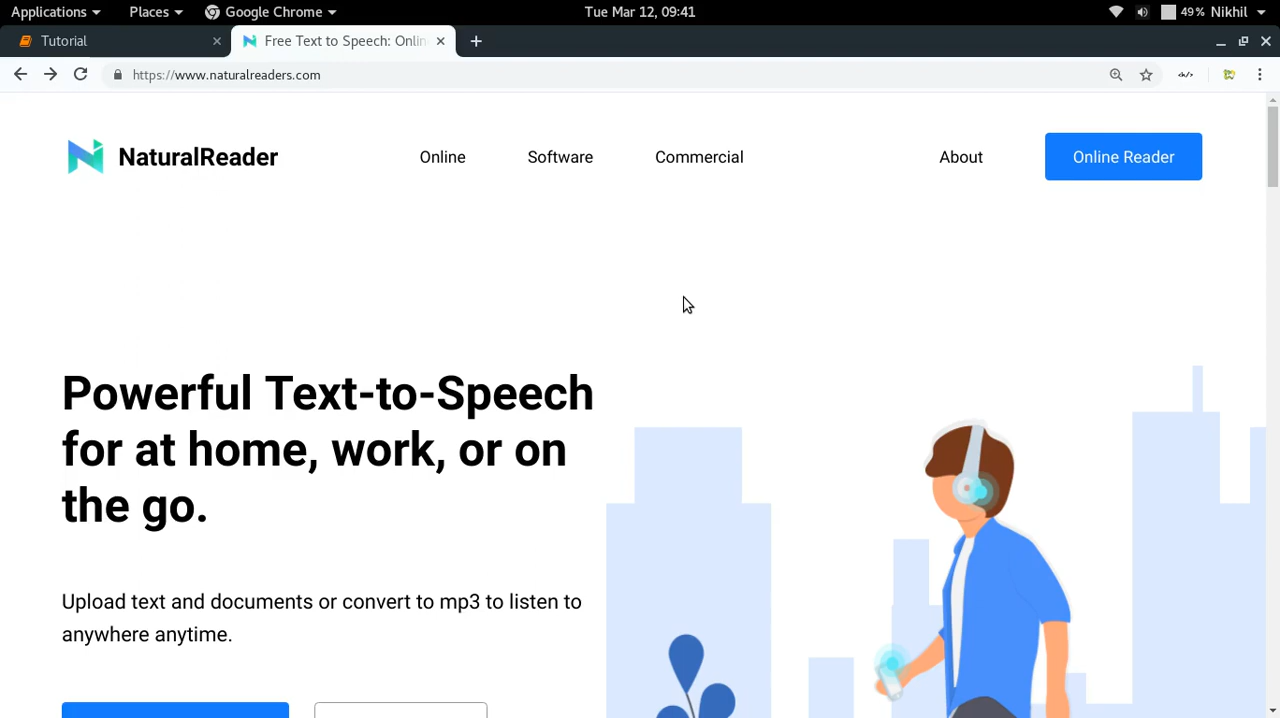 Applications Places Google Chrome Tue Mar 12, 09:41 49% Nikhil
Tutorial Free Text to Speech: Onlin
https://www.naturalreaders.com
NaturalReader Online Software Commercial About Online Reader
Powerful Text-to-Speech
for at home, work, or on
the go.
Upload text and documents or convert to mp3 to listen to
anywhere anytime.